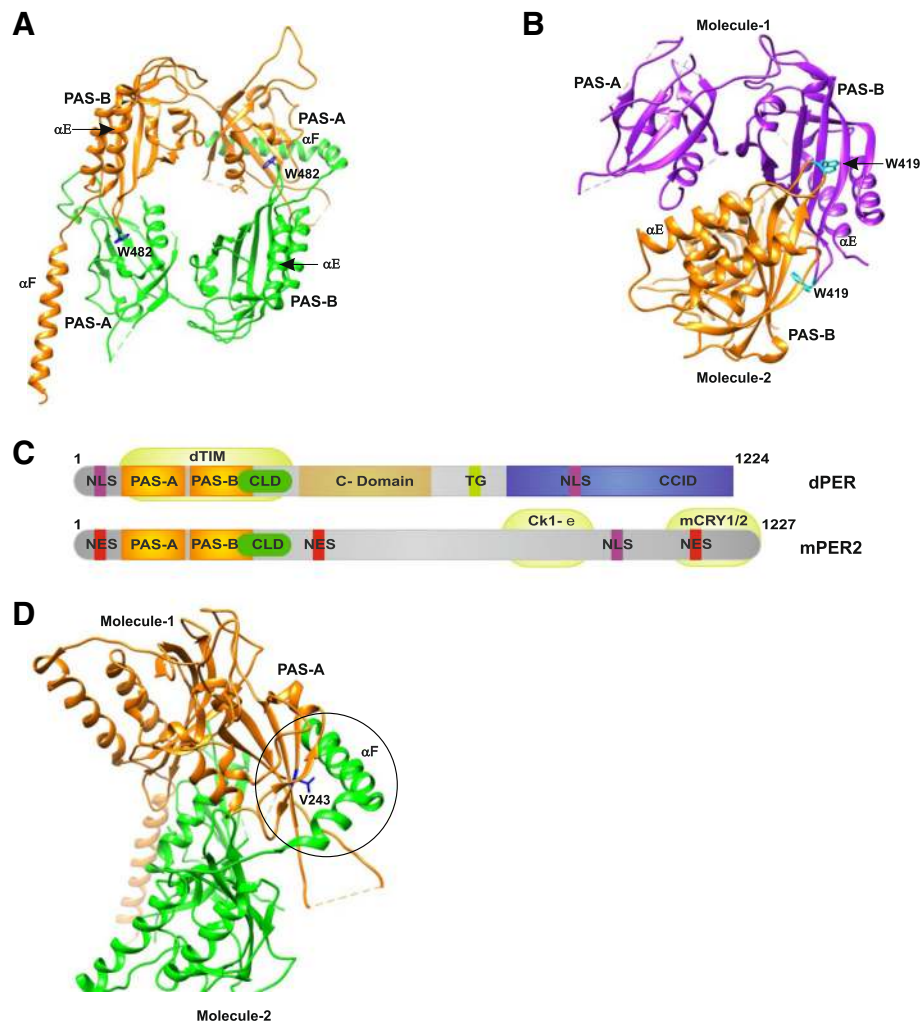 A
PAS-B
αE
PAS-A
αF
W482
W482
αF
αE
PAS-A
PAS-B
B
Molecule-1
PAS-A
PAS-B
W419
αE
αE
W419
PAS-B
Molecule-2
C
1
dTIM
1224
NLS PAS-A PAS-B CLD C- Domain TG NLS CCID
dPER
1
Ck1- e
mCRY1/2
1227
NES PAS-A PAS-B CLD NES NLS NES
mPER2
D
Molecule-1
PAS-A
αF
V243
Molecule-2